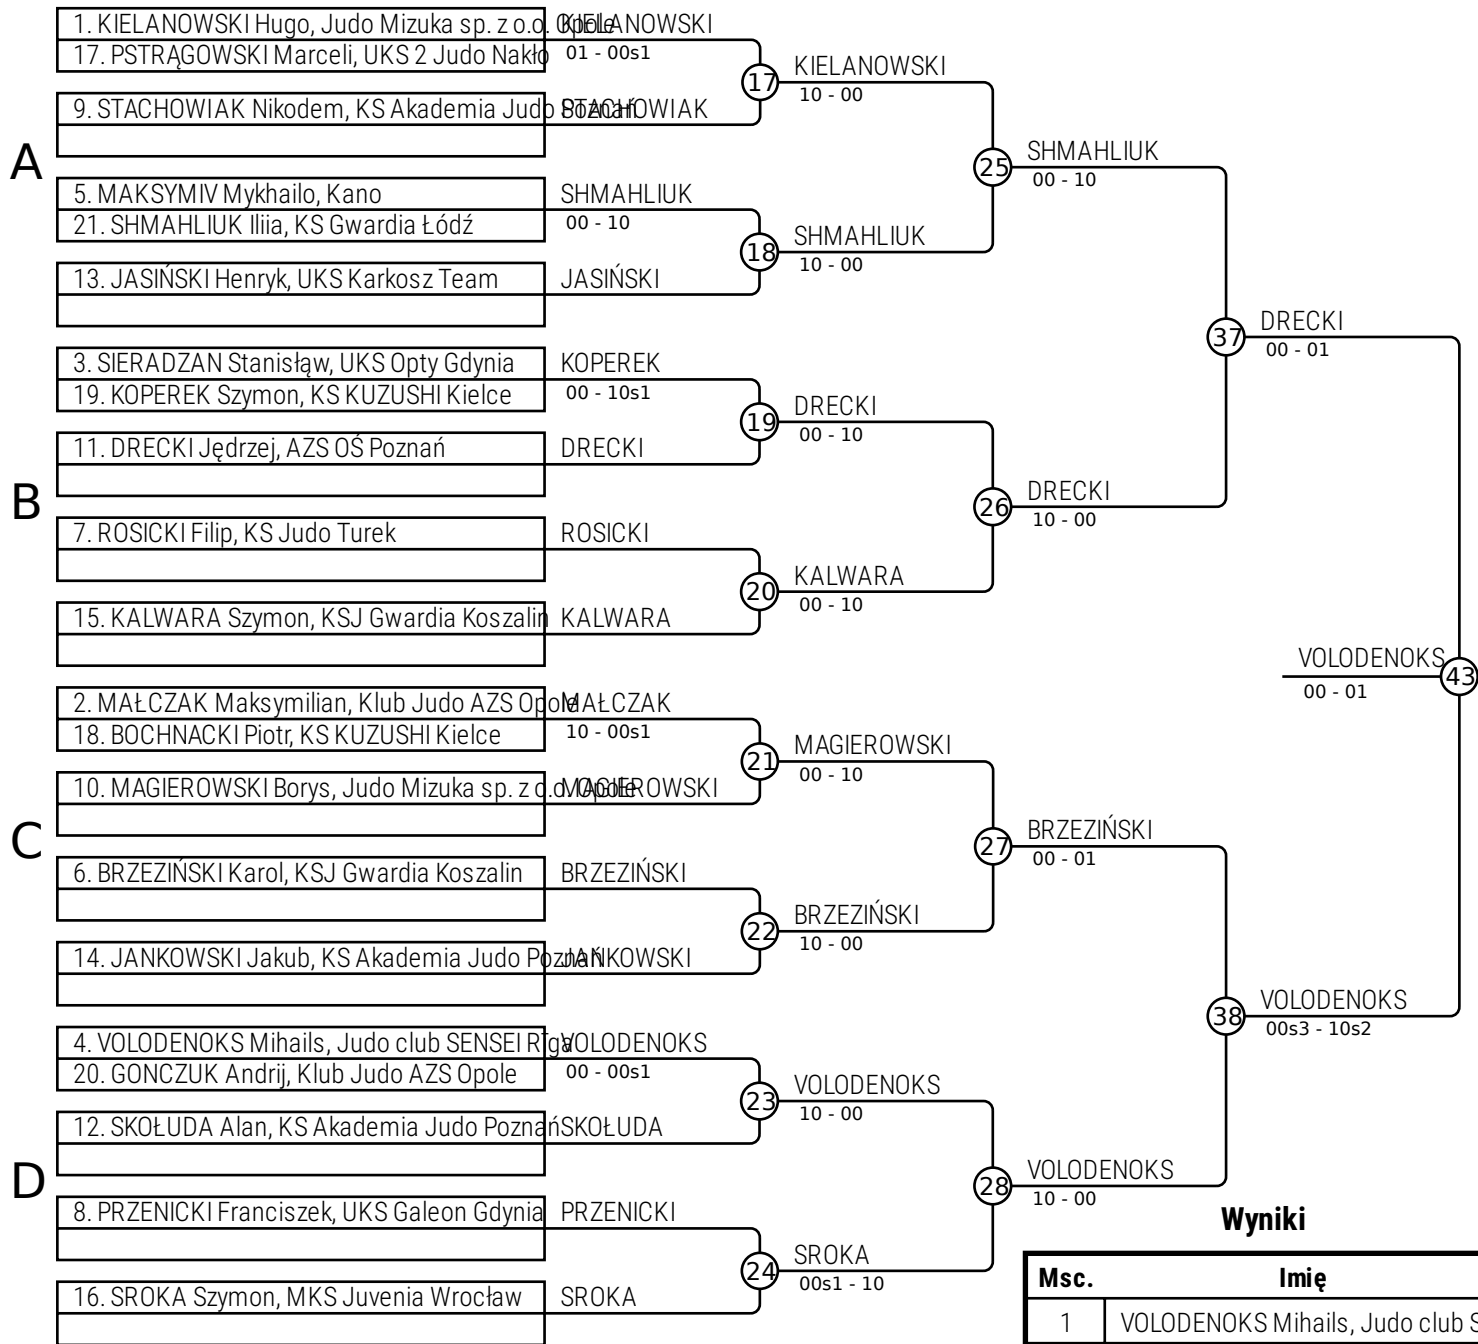 1. KIELANOWSKI Hugo, Judo Mizuka sp. z o.o. Opole
KIELANOWSKI
17. PSTRĄGOWSKI Marceli, UKS 2 Judo Nakło
01 - 00s1
17
KIELANOWSKI
10 - 00
9. STACHOWIAK Nikodem, KS Akademia Judo Poznań
STACHOWIAK
A
25
SHMAHLIUK
00 - 10
5. MAKSYMIV Mykhailo, Kano
SHMAHLIUK
21. SHMAHLIUK Iliia, KS Gwardia Łódź
00 - 10
18
SHMAHLIUK
10 - 00
13. JASIŃSKI Henryk, UKS Karkosz Team
JASIŃSKI
37
DRECKI
00 - 01
3. SIERADZAN Stanisłąw, UKS Opty Gdynia
KOPEREK
19. KOPEREK Szymon, KS KUZUSHI Kielce
00 - 10s1
19
DRECKI
00 - 10
11. DRECKI Jędrzej, AZS OŚ Poznań
DRECKI
B
26
DRECKI
10 - 00
7. ROSICKI Filip, KS Judo Turek
ROSICKI
20
KALWARA
00 - 10
15. KALWARA Szymon, KSJ Gwardia Koszalin
KALWARA
VOLODENOKS
43
00 - 01
2. MAŁCZAK Maksymilian, Klub Judo AZS Opole
MAŁCZAK
18. BOCHNACKI Piotr, KS KUZUSHI Kielce
10 - 00s1
21
MAGIEROWSKI
00 - 10
10. MAGIEROWSKI Borys, Judo Mizuka sp. z o.o. Opole
MAGIEROWSKI
C
27
BRZEZIŃSKI
00 - 01
6. BRZEZIŃSKI Karol, KSJ Gwardia Koszalin
BRZEZIŃSKI
22
BRZEZIŃSKI
10 - 00
14. JANKOWSKI Jakub, KS Akademia Judo Poznań
JANKOWSKI
38
VOLODENOKS
00s3 - 10s2
4. VOLODENOKS Mihails, Judo club SENSEI Rīga
VOLODENOKS
20. GONCZUK Andrij, Klub Judo AZS Opole
00 - 00s1
23
VOLODENOKS
10 - 00
12. SKOŁUDA Alan, KS Akademia Judo Poznań
SKOŁUDA
D
28
VOLODENOKS
10 - 00
8. PRZENICKI Franciszek, UKS Galeon Gdynia
PRZENICKI
24
SROKA
00s1 - 10
16. SROKA Szymon, MKS Juvenia Wrocław
SROKA
Wyniki
Msc. Imię
1 VOLODENOKS Mihails, Judo club S